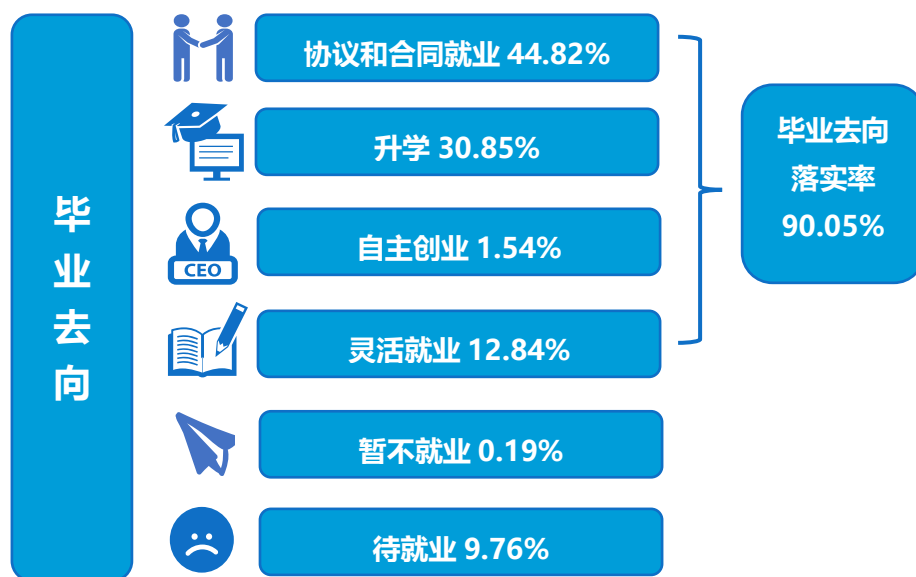 毕业去向
协议和合同就业 44.82%
升学 30.85%
CEO
自主创业 1.54%
灵活就业 12.84%
暂不就业 0.19%
待就业 9.76%
毕业去向
落实率
90.05%